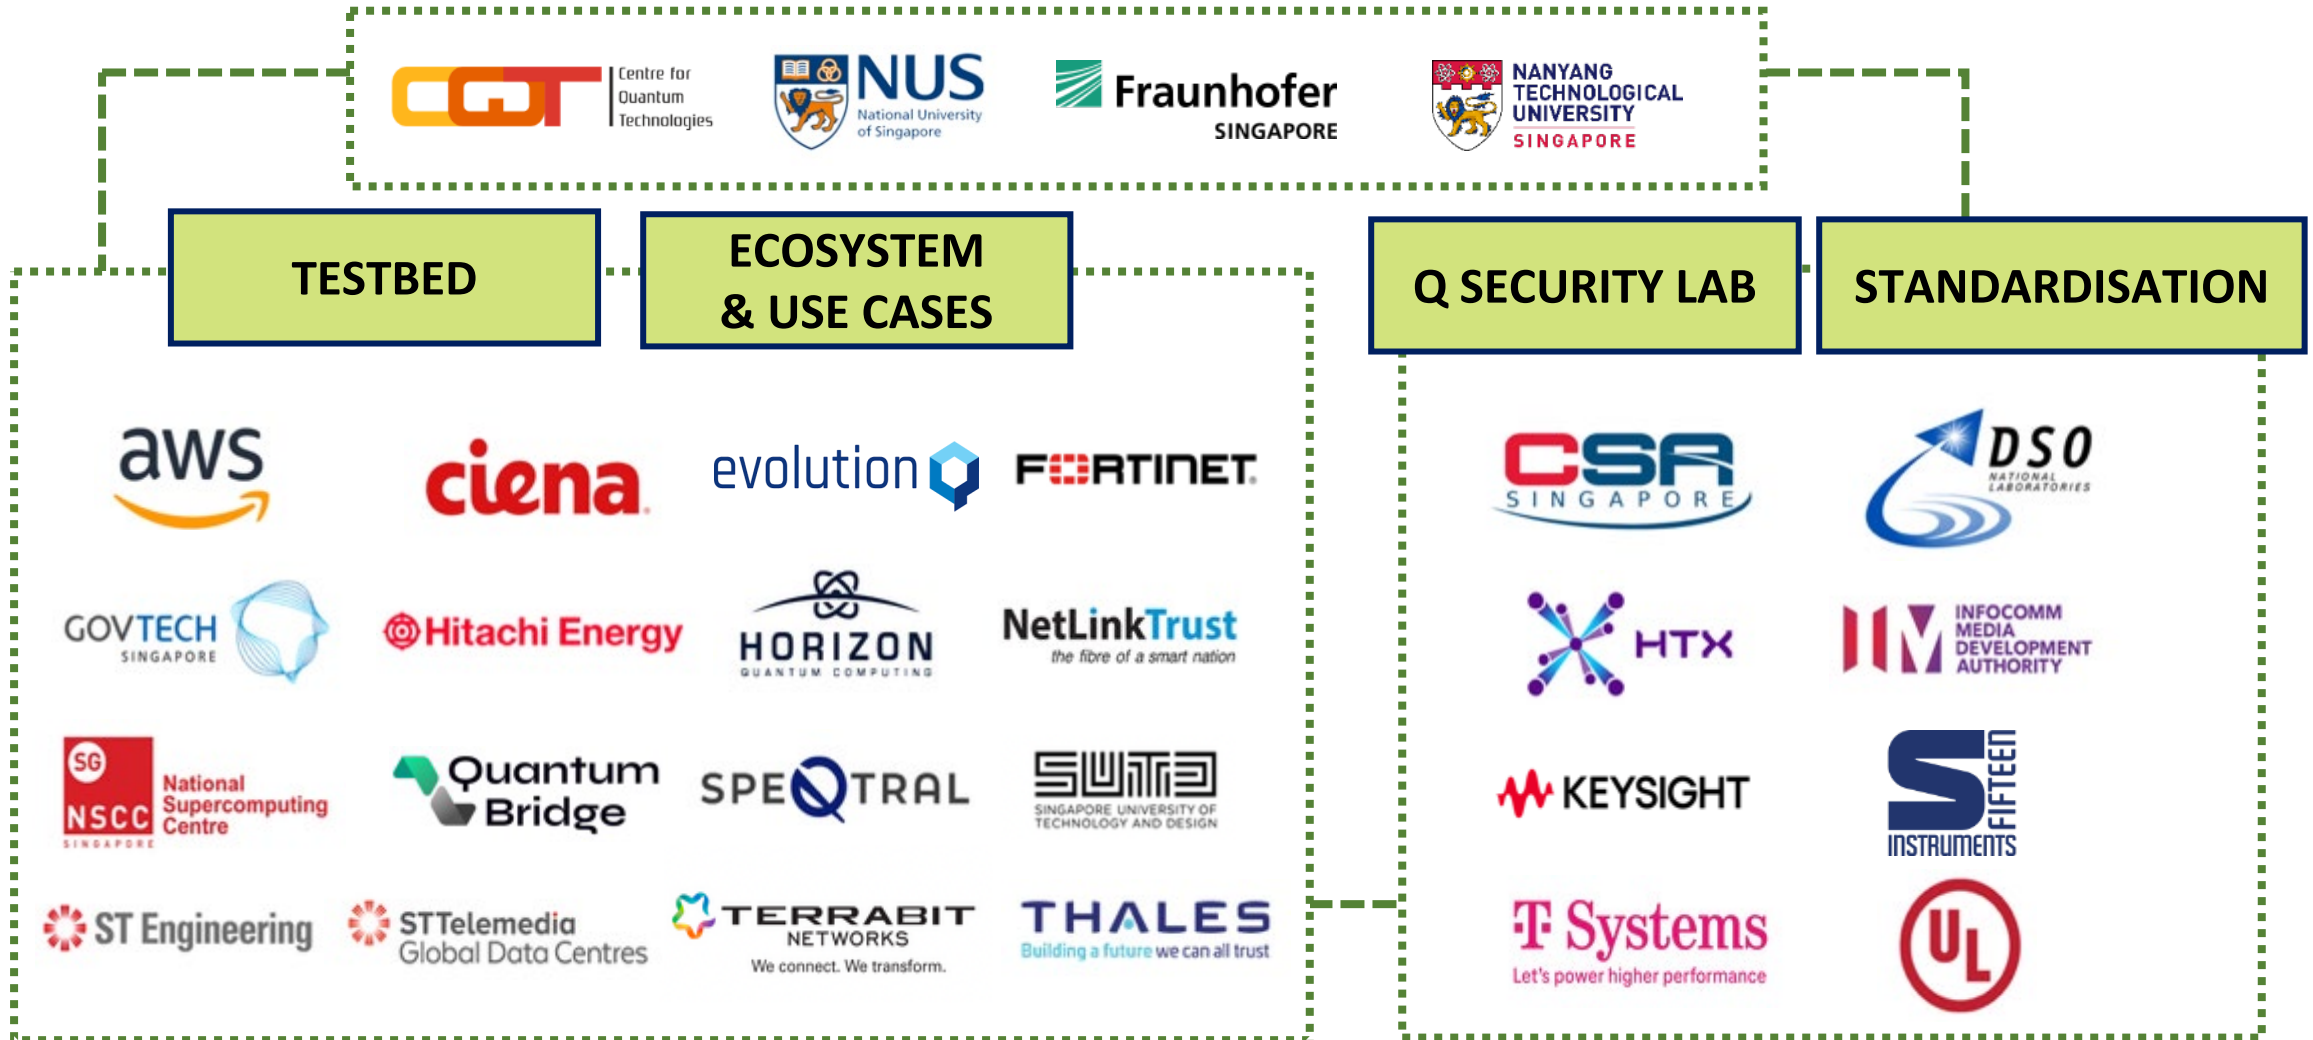 CQT
Centre for
Quantum
Technologies
NUS
National University
of Singapore
Fraunhofer
SINGAPORE
NANYANG
TECHNOLOGICAL
UNIVERSITY
SINGAPORE
TESTBED
ECOSYSTEM
& USE CASES
Q SECURITY LAB
STANDARDISATION
aws
ciena
evolution
FORTINET
GOVTECH
SINGAPORE
Hitachi Energy
HORIZON
QUANTUM COMPUTING
NetLinkTrust
the fibre of a smart nation
SG
NSCC
SINGAPORE
National
Supercomputing
Centre
Quantum
Bridge
SPEQTRAL
SUTD
SINGAPORE UNIVERSITY OF
TECHNOLOGY AND DESIGN
ST Engineering
STTelemedia
Global Data Centres
TERRABIT
NETWORKS
We connect. We transform.
THALES
Building a future we can all trust
CSA
SINGAPORE
DSO
NATIONAL
LABORATORIES
HTX
IM
INFOCOMM
MEDIA
DEVELOPMENT
AUTHORITY
KEYSIGHT
S
FIFTEEN
INSTRUMENTS
T Systems
Let's power higher performance
UL